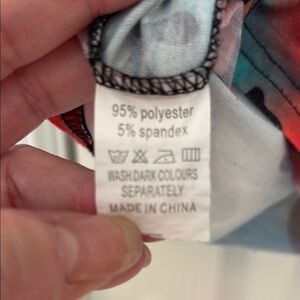 95% polyester
5% spandex
WASH DARK COLOURS
SEPARATELY
MADE IN CHINA